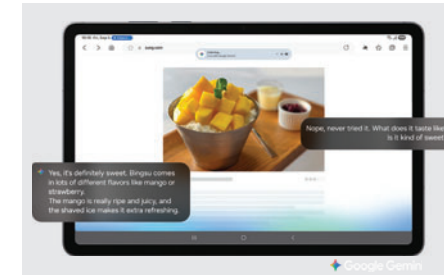 Nope, never tried it. What does it taste like
Is it kind of sweet
Yes, it's definitely sweet. Bingsu comes
in lots of different flavors like mango or
strawberry.
The mango is really ripe and juicy, and
the shaved ice makes it extra refreshing.
Google Gemin